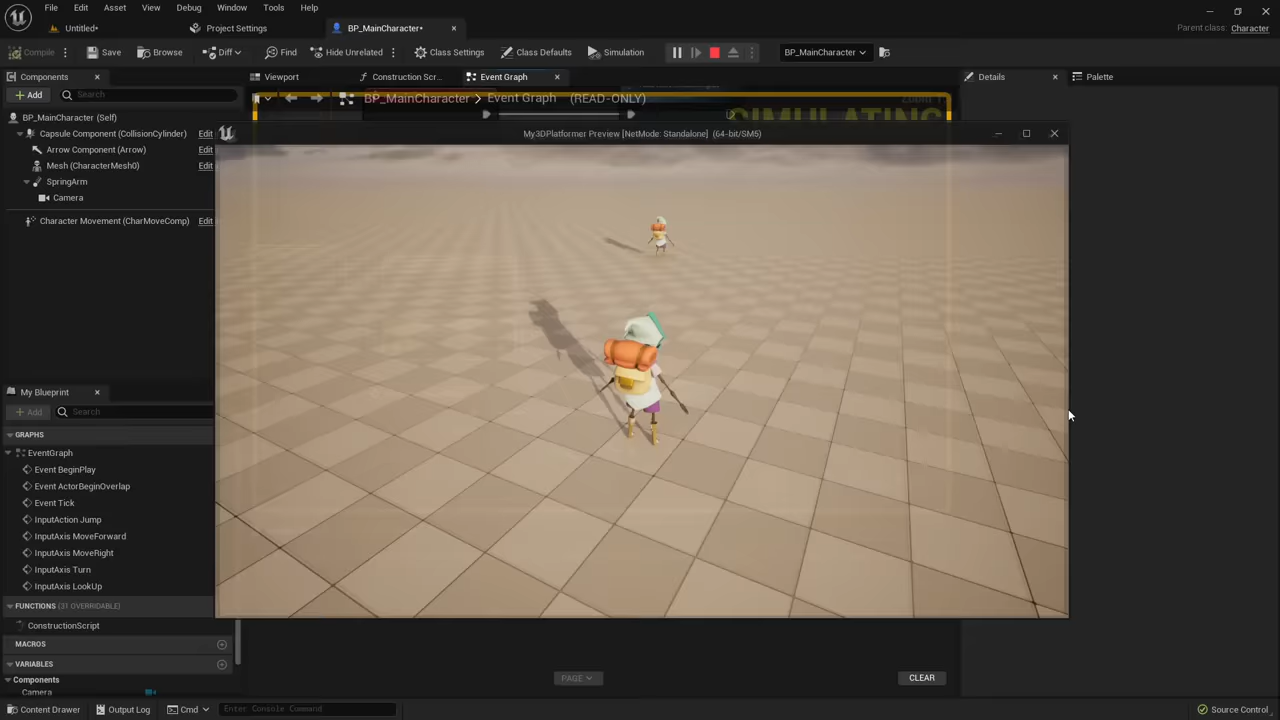 File Edit Asset View Debug Window Tools Help
Untitled*
Project Settings
BP_MainCharacter*
Parent class: Character
Compile
Save
Browse
Diff
Find
Hide Unrelated
Class Settings
Class Defaults
Simulation
BP_MainCharacter
Components
Viewport
Construction Scr...
Event Graph
Details
Palette
Add
Search
BP_MainCharacter > Event Graph (READ-ONLY)
SIMULATING
BP_MainCharacter (Self)
Capsule Component (CollisionCylinder) Edit
Arrow Component (Arrow) Edit
Mesh (CharacterMesh0) Edit
SpringArm
Camera
Character Movement (CharMoveComp) Edit
My3DPlatformer Preview [NetMode: Standalone] (64-bit/SM5)
My Blueprint
Add
Search
GRAPHS
EventGraph
Event BeginPlay
Event ActorBeginOverlap
Event Tick
InputAction Jump
InputAxis MoveForward
InputAxis MoveRight
InputAxis Turn
InputAxis LookUp
FUNCTIONS (31 OVERRIDABLE)
ConstructionScript
MACROS
VARIABLES
Components
Camera
PAGE
CLEAR
Content Drawer
Output Log
Cmd
Enter Console Command
Source Control